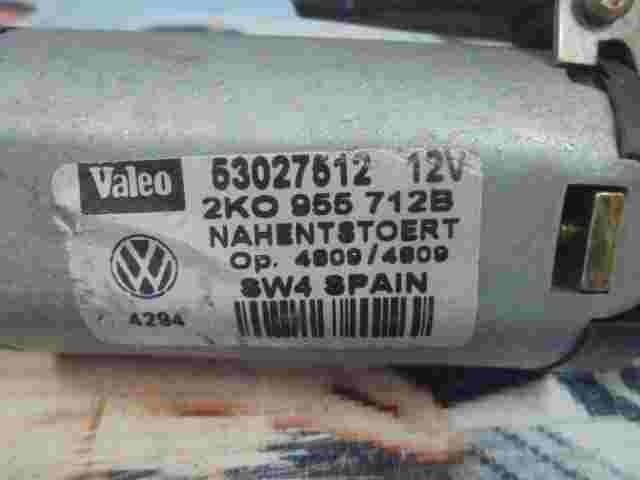 Valeo 53027612 12V
2K0 955 712B
NAHENTSTOERT
Op. 4809/4809
SW4 SPAIN
4294